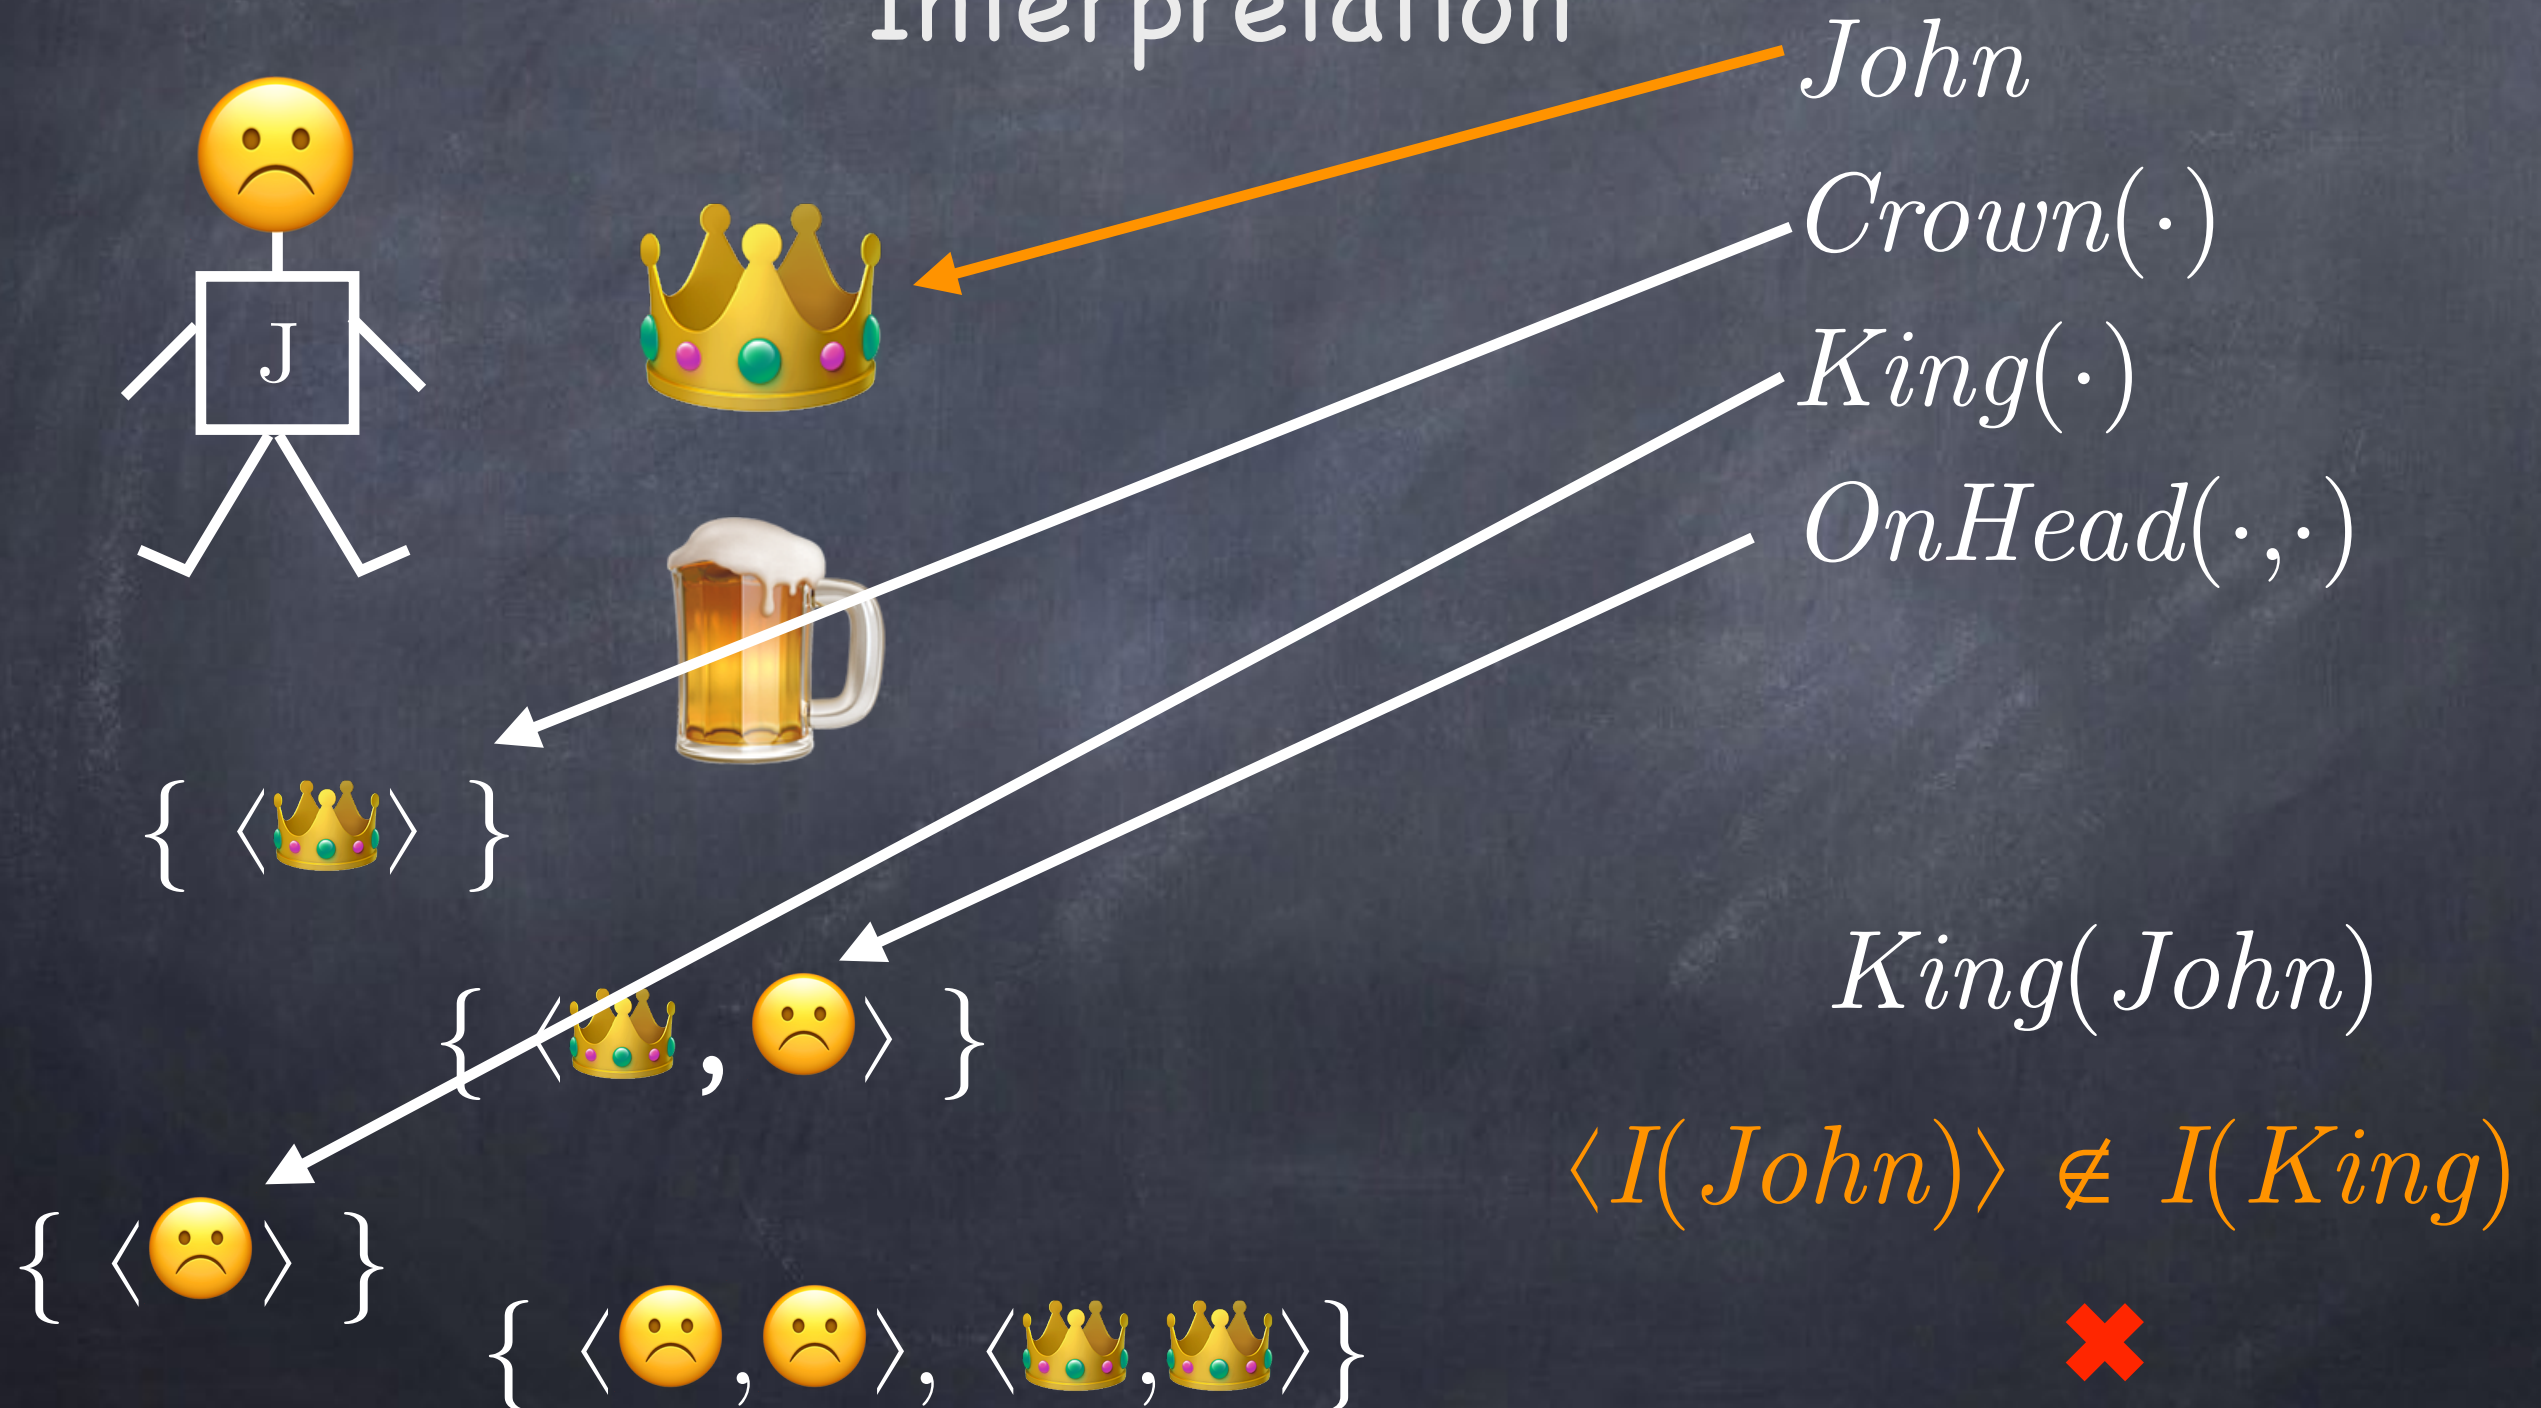 Interpretation
John
Crown(·)
King(·)
OnHead(·,·)
J
{ ⟨👑⟩ }
{ ⟨👑, ☹️⟩ }
King(John)
⟨I(John)⟩ ∉ I(King)
{ ⟨☹️⟩ }
{ ⟨☹️,☹️⟩, ⟨👑,👑⟩}
✖